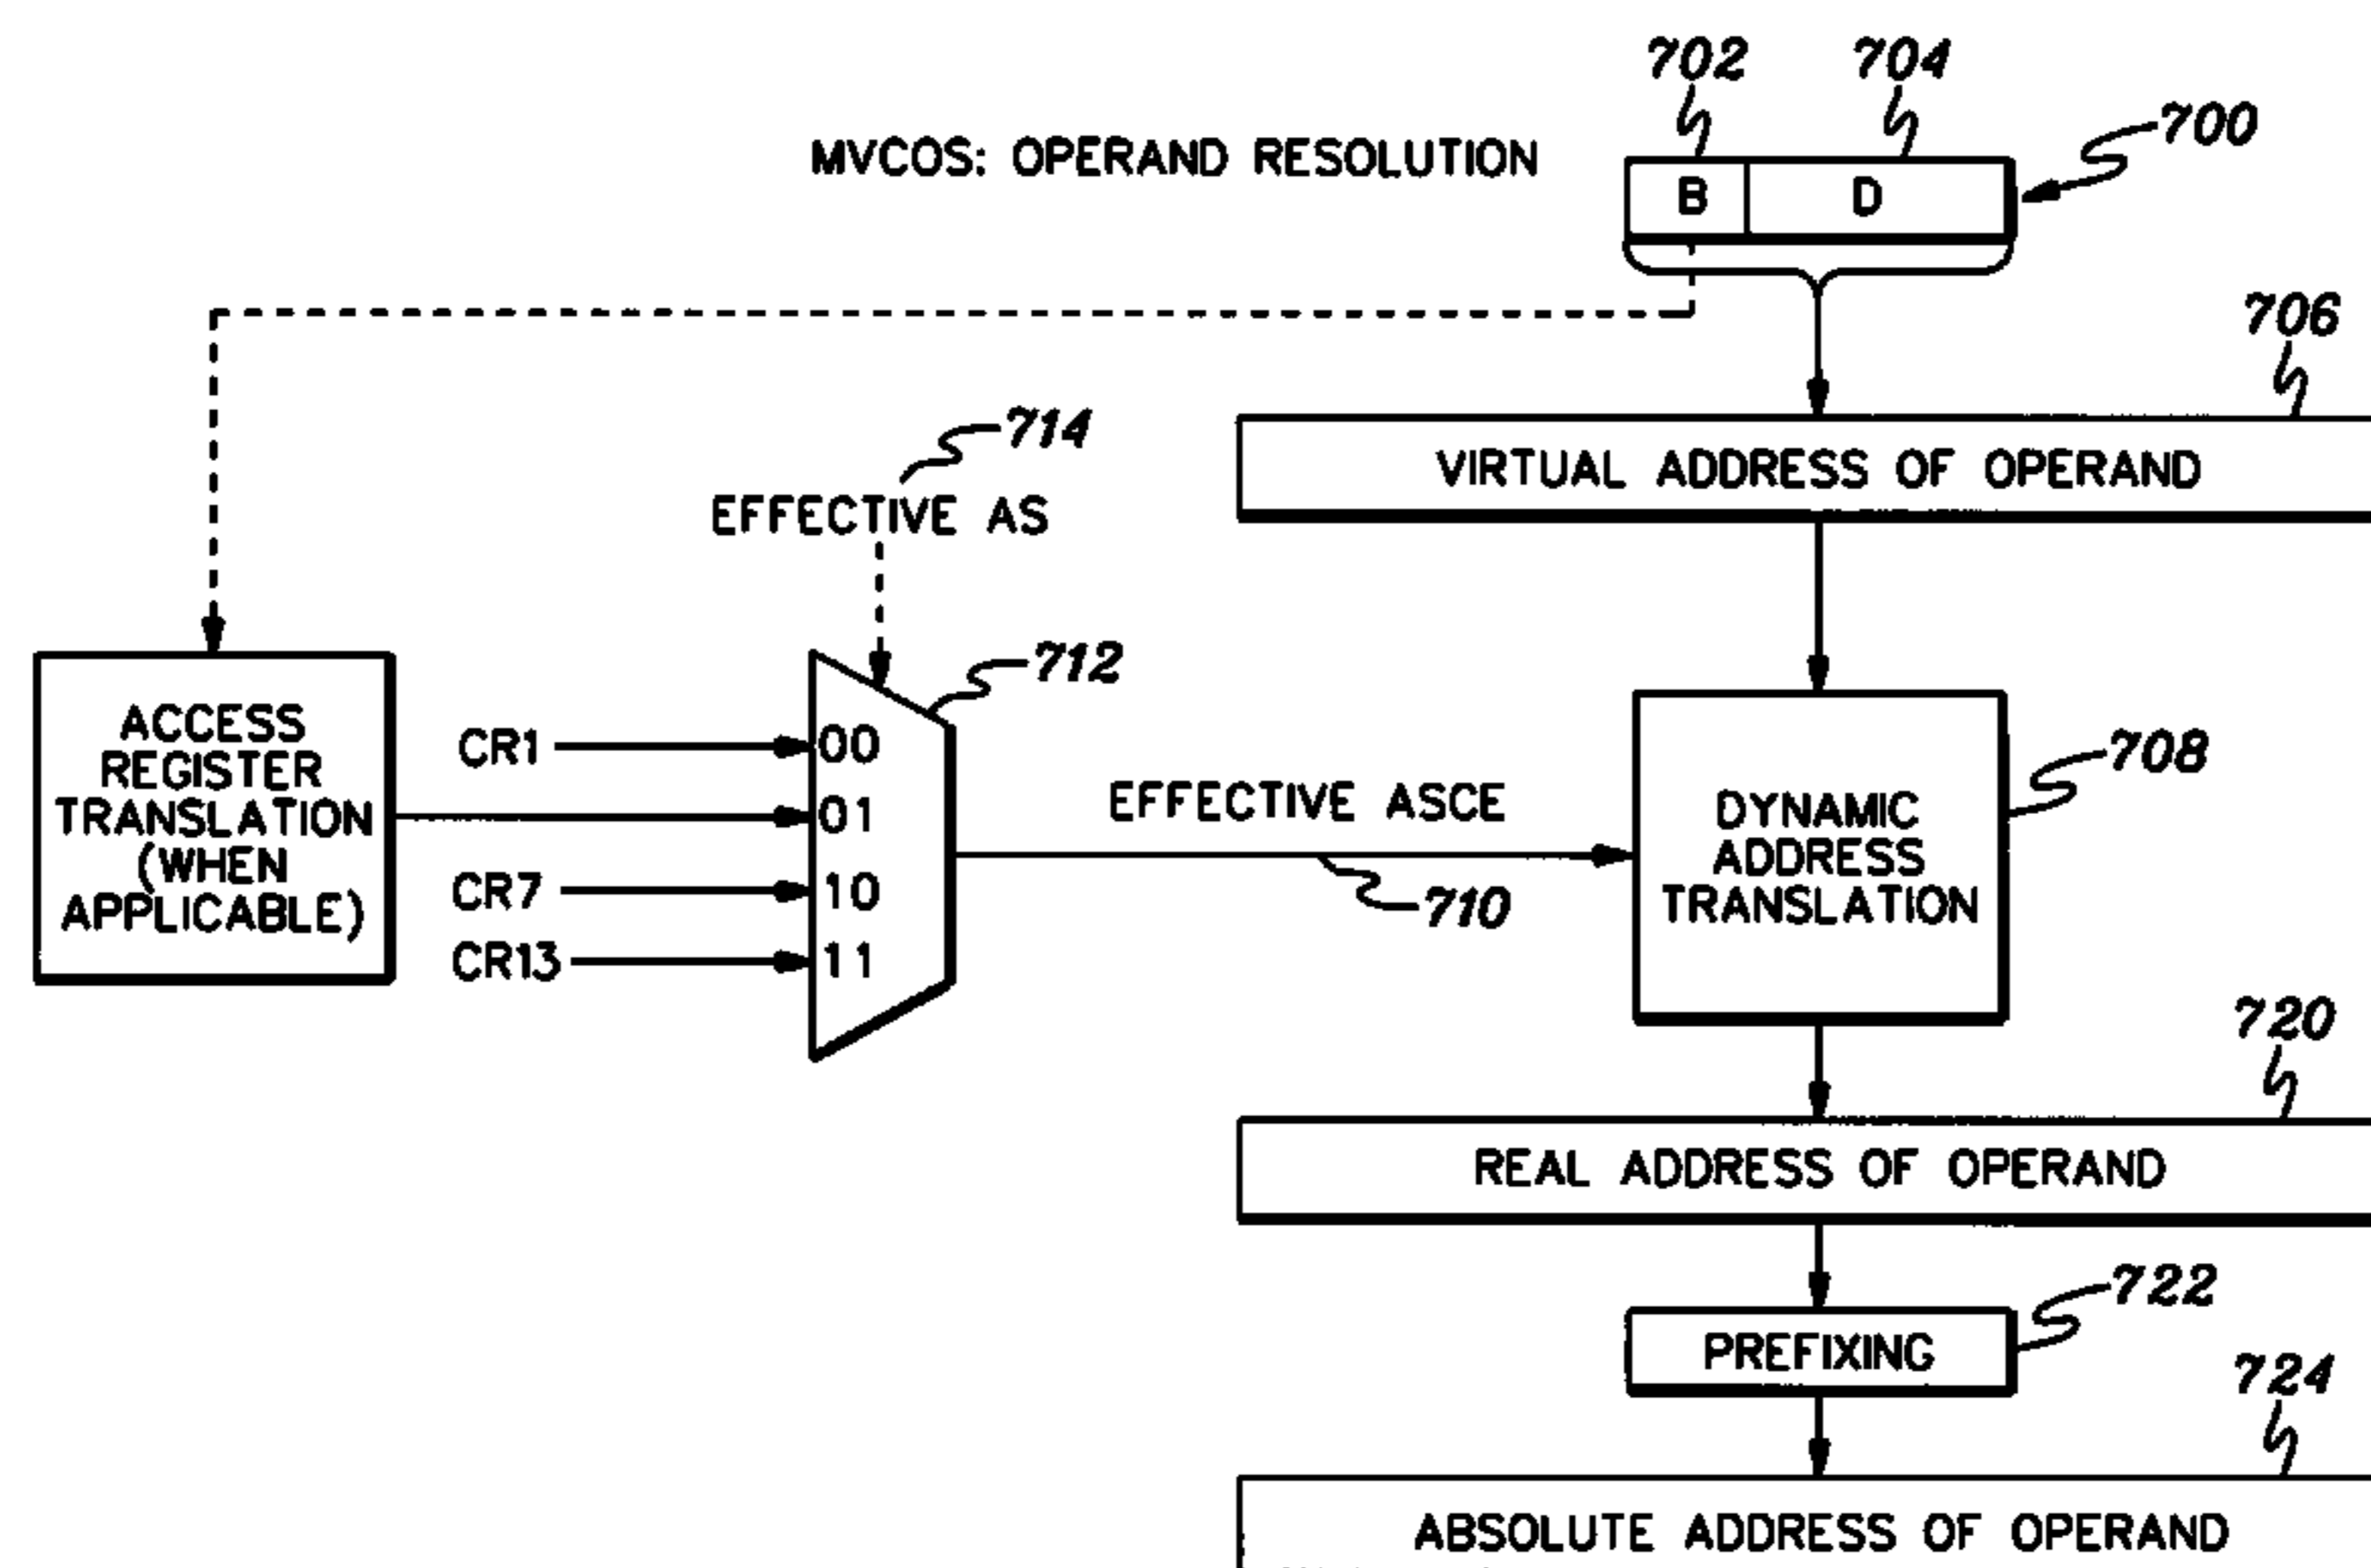 702 704
700
MVCOS: OPERAND RESOLUTION
B D
706
714
VIRTUAL ADDRESS OF OPERAND
EFFECTIVE AS
712
ACCESS
REGISTER
TRANSLATION
(WHEN
APPLICABLE)
CR1 00
01
CR7 10
CR13 11
EFFECTIVE ASCE
710
708
DYNAMIC
ADDRESS
TRANSLATION
720
REAL ADDRESS OF OPERAND
722
PREFIXING
724
ABSOLUTE ADDRESS OF OPERAND